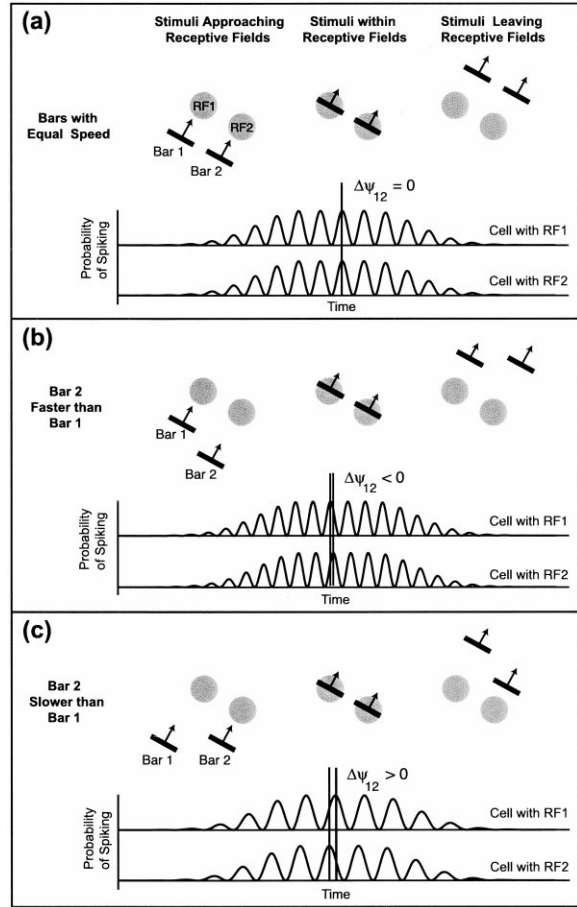 (a)
Stimuli Approaching Receptive Fields
Stimuli within Receptive Fields
Stimuli Leaving Receptive Fields
Bars with
Equal Speed
RF1
RF2
Bar 1
Bar 2
Δψ12 = 0
Probability
of Spiking
Cell with RF1
Cell with RF2
Time
(b)
Bar 2
Faster than
Bar 1
Bar 1
Bar 2
Δψ12 < 0
Probability
of Spiking
Cell with RF1
Cell with RF2
Time
(c)
Bar 2
Slower than
Bar 1
Bar 1
Bar 2
Δψ12 > 0
Probability
of Spiking
Cell with RF1
Cell with RF2
Time